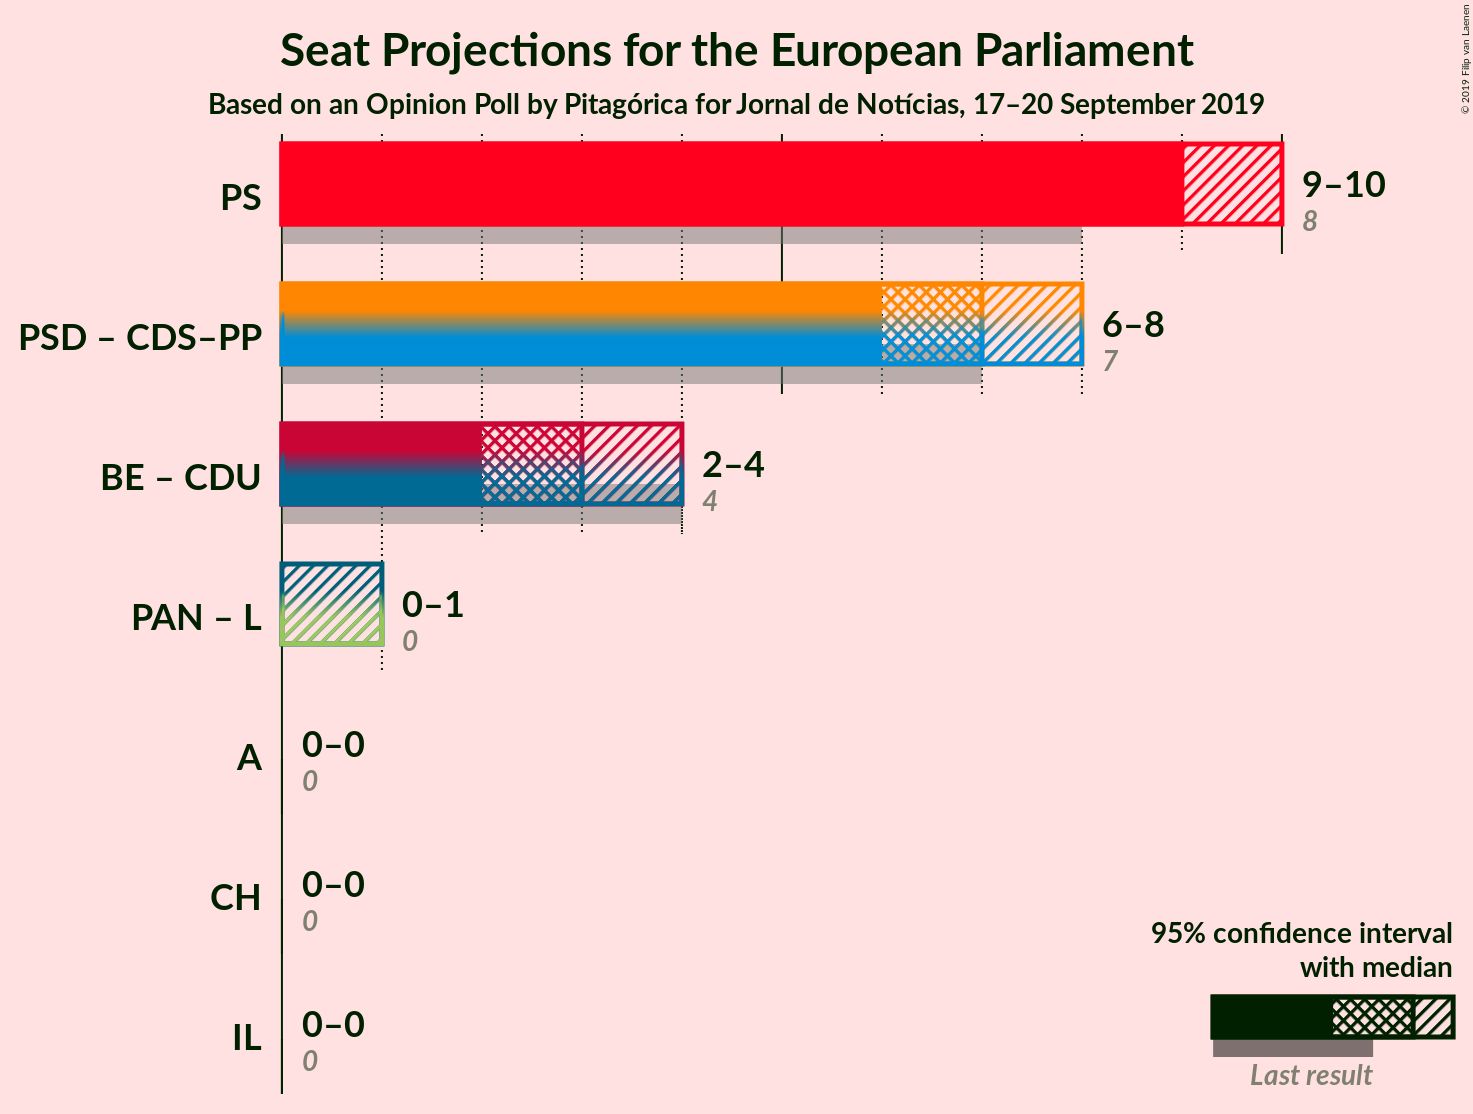 Seat Projections for the European Parliament
Based on an Opinion Poll by Pitagórica for Jornal de Notícias, 17–20 September 2019
© 2019 Filip van Laenen
PS
9–10
8
PSD – CDS–PP
6–8
7
BE – CDU
2–4
4
PAN – L
0–1
0
A
0–0
0
CH
0–0
0
IL
0–0
0
95% confidence interval
with median
Last result